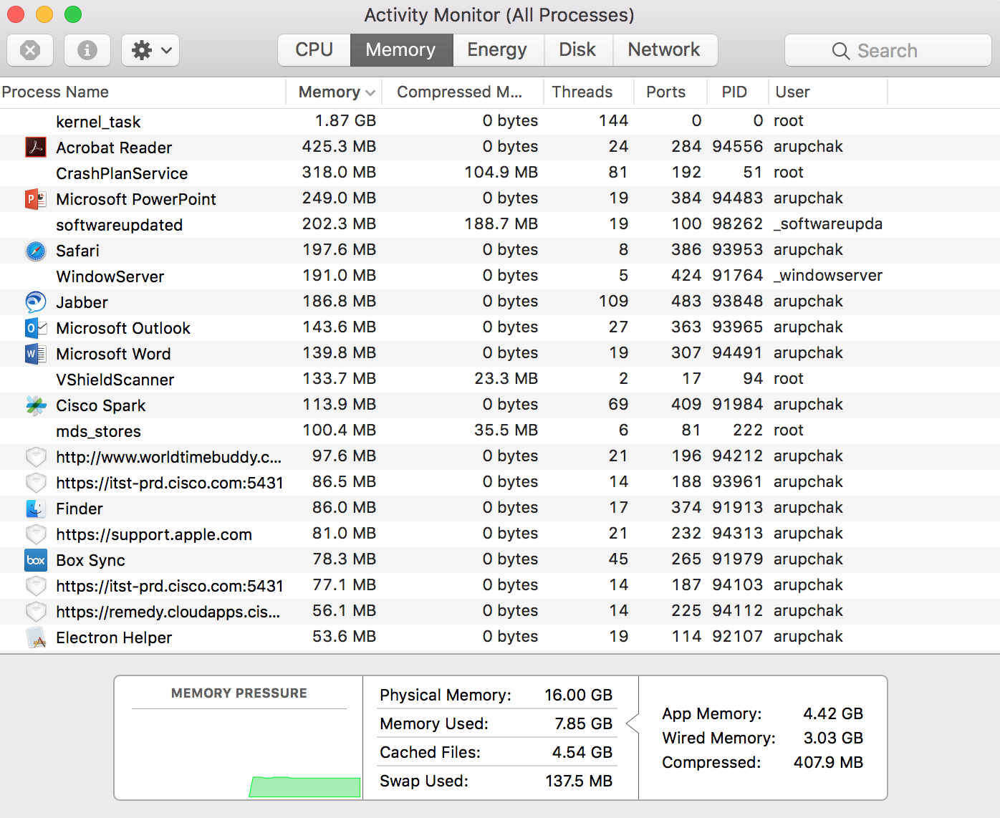 Activity Monitor (All Processes)
CPU Memory Energy Disk Network Search
Process Name Memory Compressed M... Threads Ports PID User
kernel_task 1.87 GB 0 bytes 144 0 0 root
Acrobat Reader 425.3 MB 0 bytes 24 284 94556 arupchak
CrashPlanService 318.0 MB 104.9 MB 81 192 51 root
P Microsoft PowerPoint 249.0 MB 0 bytes 19 384 94483 arupchak
softwareupdated 202.3 MB 188.7 MB 19 100 98262 _softwareupda
Safari 197.6 MB 0 bytes 8 386 93953 arupchak
WindowServer 191.0 MB 0 bytes 5 424 91764 _windowserver
Jabber 186.8 MB 0 bytes 109 483 93848 arupchak
O Microsoft Outlook 143.6 MB 0 bytes 27 363 93965 arupchak
W Microsoft Word 139.8 MB 0 bytes 19 307 94491 arupchak
VShieldScanner 133.7 MB 23.3 MB 2 17 94 root
Cisco Spark 113.9 MB 0 bytes 69 409 91984 arupchak
mds_stores 100.4 MB 35.5 MB 6 81 222 root
http://www.worldtimebuddy.c... 97.6 MB 0 bytes 21 196 94212 arupchak
https://itst-prd.cisco.com:5431 86.5 MB 0 bytes 14 188 93961 arupchak
Finder 86.0 MB 0 bytes 17 374 91913 arupchak
https://support.apple.com 81.0 MB 0 bytes 21 232 94313 arupchak
box Box Sync 78.3 MB 0 bytes 45 265 91979 arupchak
https://itst-prd.cisco.com:5431 77.1 MB 0 bytes 14 187 94103 arupchak
https://remedy.cloudapps.cis... 56.1 MB 0 bytes 14 225 94112 arupchak
Electron Helper 53.6 MB 0 bytes 19 114 92107 arupchak
MEMORY PRESSURE
Physical Memory: 16.00 GB
Memory Used: 7.85 GB
Cached Files: 4.54 GB
Swap Used: 137.5 MB
App Memory: 4.42 GB
Wired Memory: 3.03 GB
Compressed: 407.9 MB